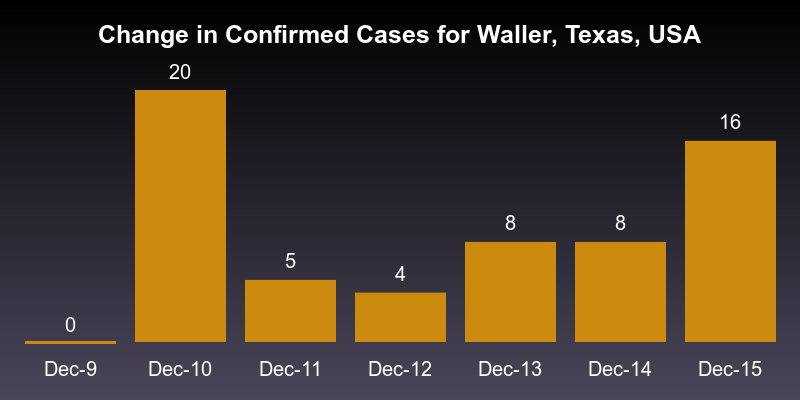 Change in Confirmed Cases for Waller, Texas, USA
0
20
5
4
8
8
16
Dec-9
Dec-10
Dec-11
Dec-12
Dec-13
Dec-14
Dec-15